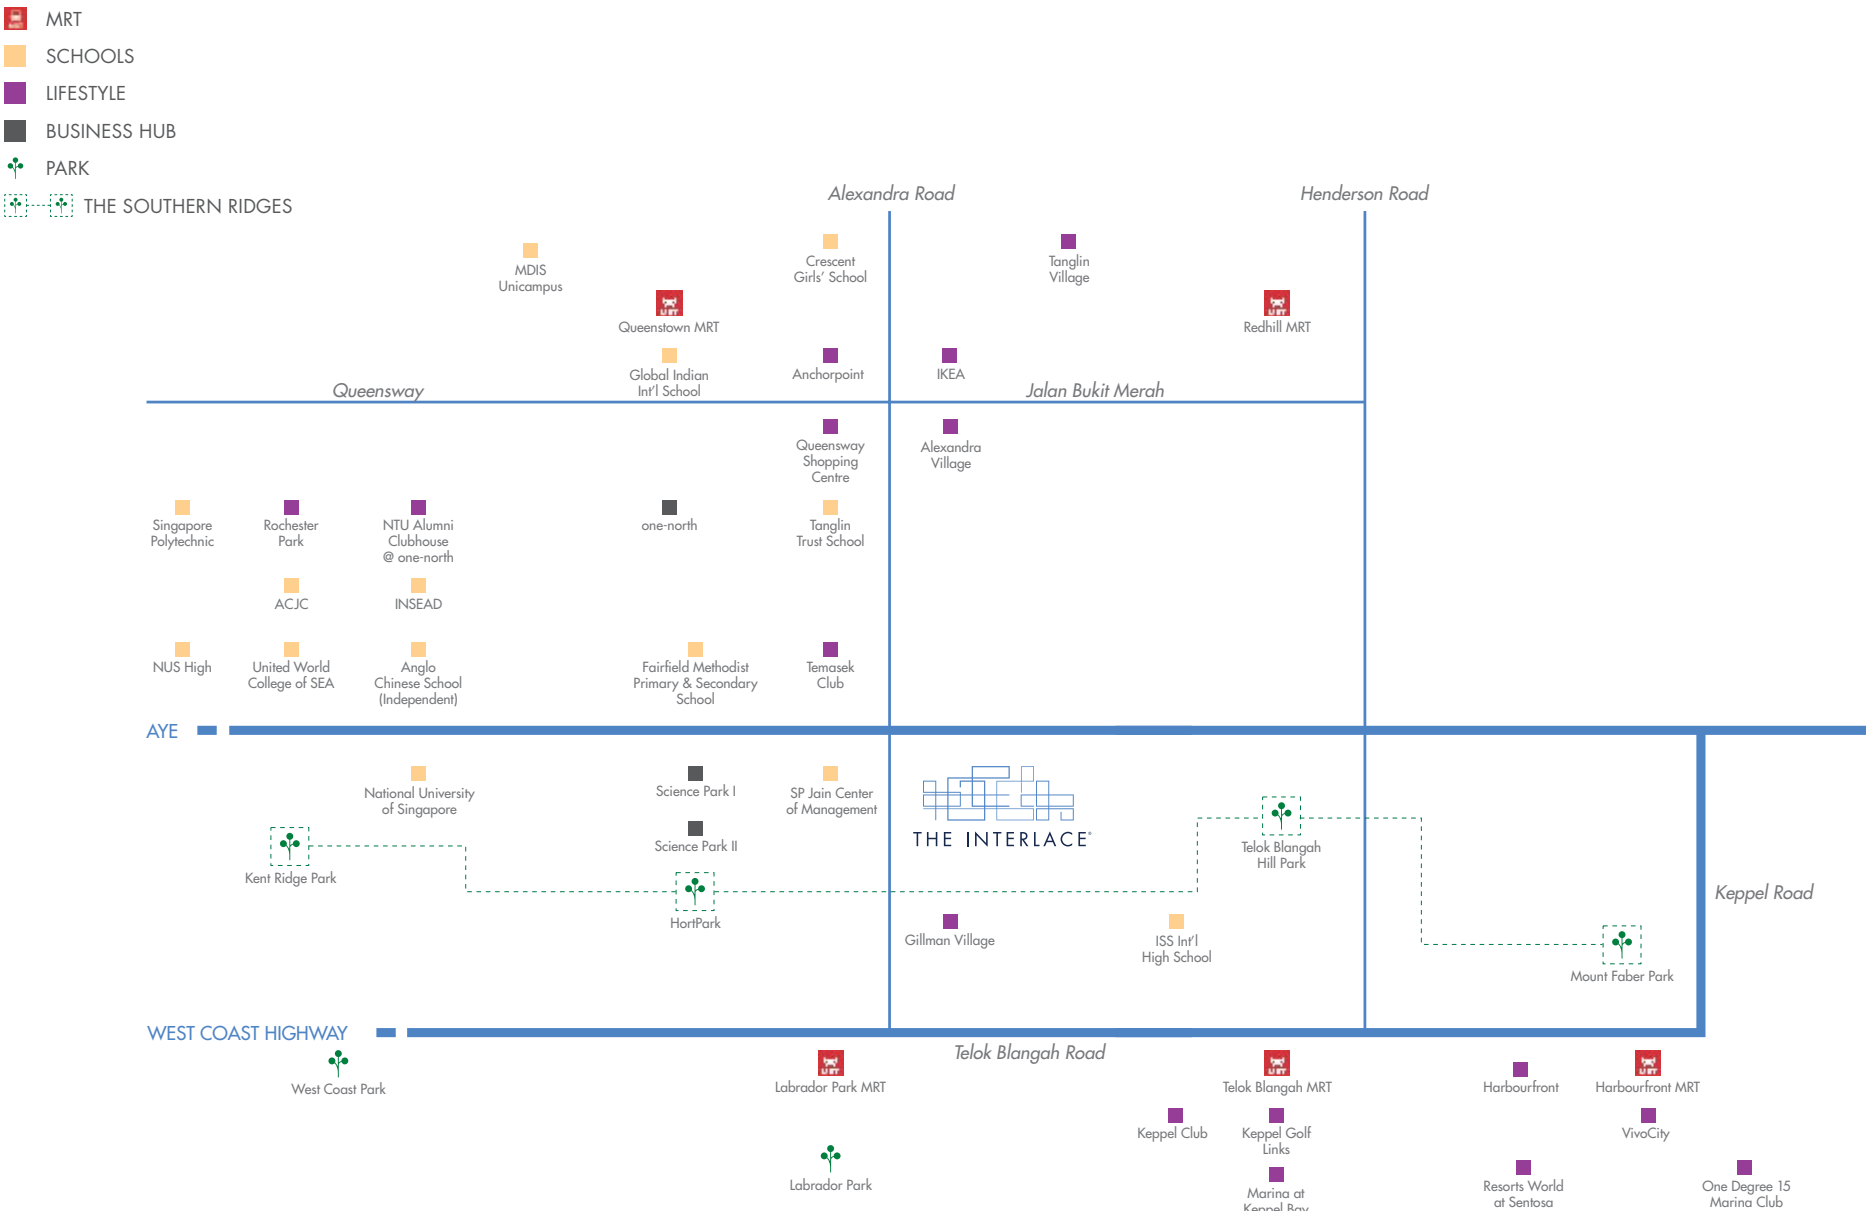 MRT
SCHOOLS
LIFESTYLE
BUSINESS HUB
PARK
THE SOUTHERN RIDGES
Alexandra Road
Henderson Road
MDIS
Unicampus
Crescent
Girls' School
Tanglin
Village
Queenstown MRT
Redhill MRT
Global Indian
Int'l School
Anchorpoint
IKEA
Queensway
Jalan Bukit Merah
Queensway
Shopping
Centre
Alexandra
Village
Singapore
Polytechnic
Rochester
Park
NTU Alumni
Clubhouse
@ one-north
one-north
Tanglin
Trust School
ACJC
INSEAD
NUS High
United World
College of SEA
Anglo
Chinese School
(Independent)
Fairfield Methodist
Primary & Secondary
School
Temasek
Club
AYE
National University
of Singapore
Science Park I
SP Jain Center
of Management
THE INTERLACE®
Science Park II
Telok Blangah
Hill Park
Kent Ridge Park
HortPark
Keppel Road
Gillman Village
ISS Int'l
High School
Mount Faber Park
WEST COAST HIGHWAY
Telok Blangah Road
West Coast Park
Labrador Park MRT
Telok Blangah MRT
Harbourfront
Harbourfront MRT
Keppel Club
Keppel Golf
Links
VivoCity
Labrador Park
Marina at
Keppel Bay
Resorts World
at Sentosa
One Degree 15
Marina Club